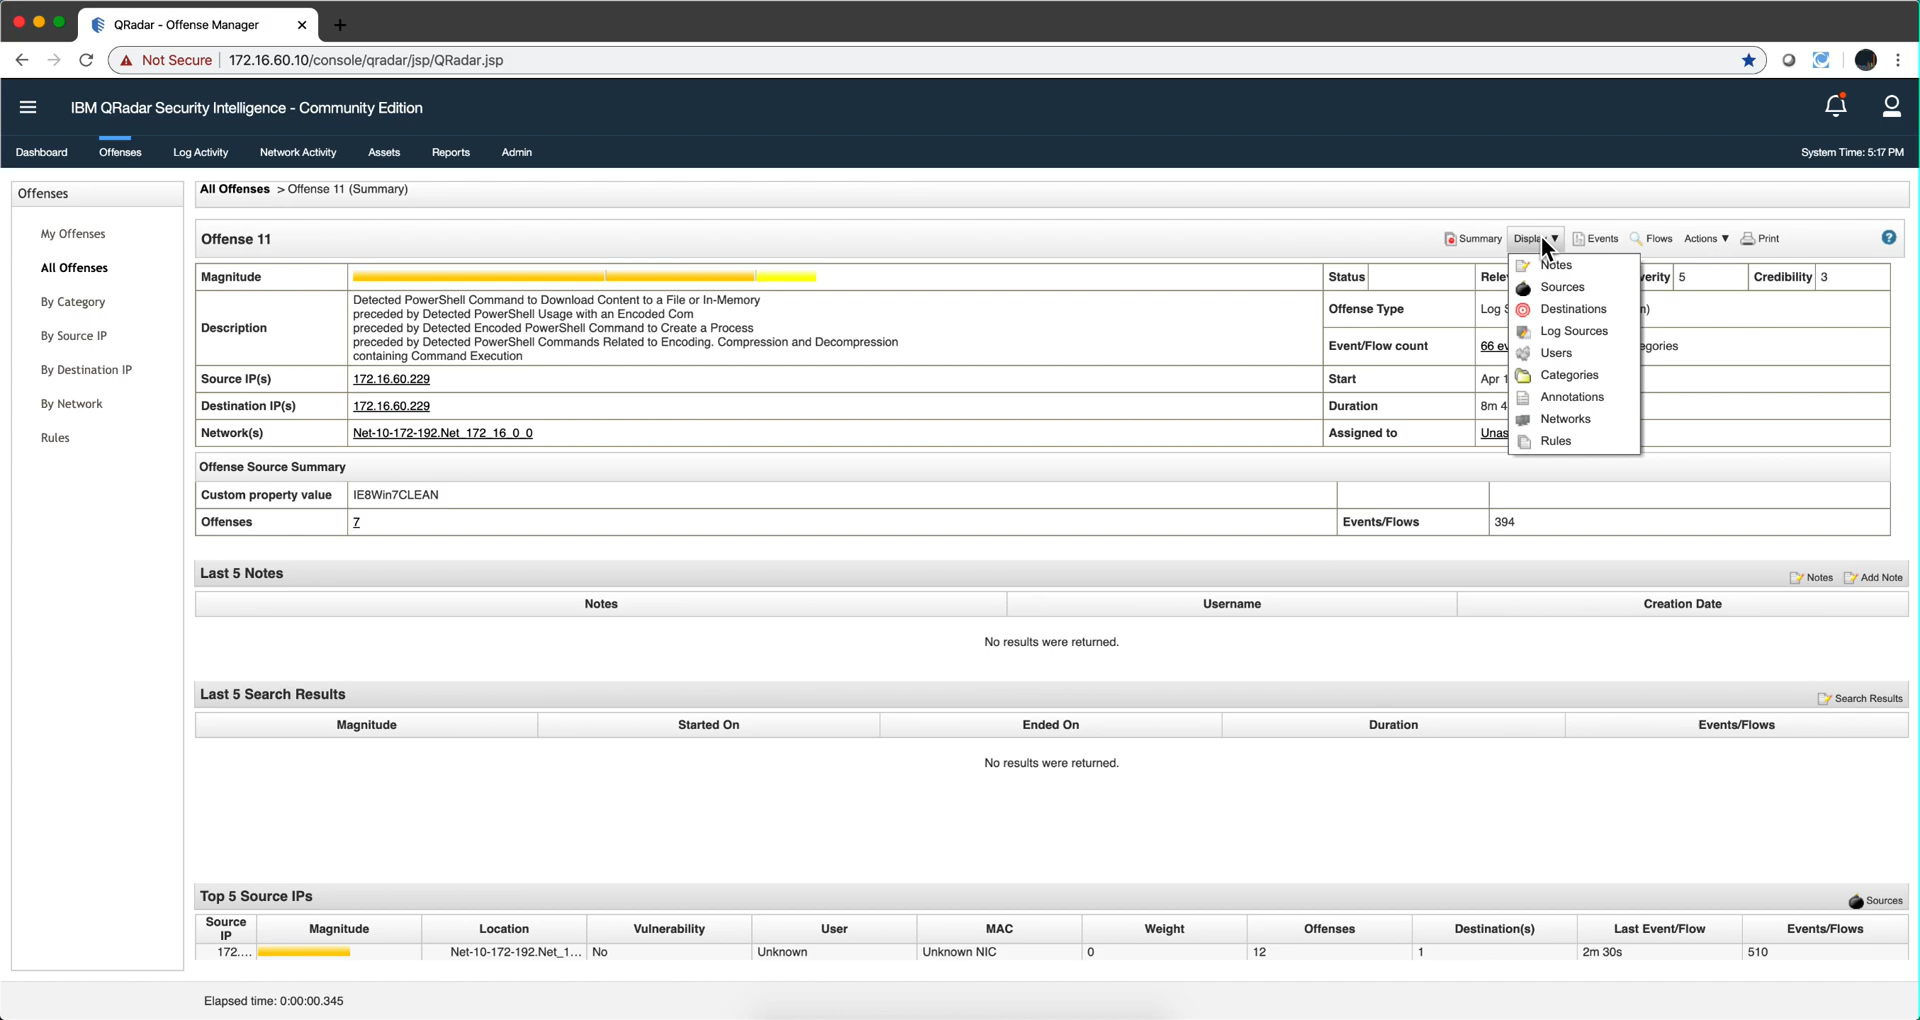 QRadar - Offense Manager
Not Secure 172.16.60.10/console/qradar/jsp/QRadar.jsp
IBM QRadar Security Intelligence - Community Edition
Dashboard Offenses Log Activity Network Activity Assets Reports Admin System Time: 5:17 PM
Offenses
My Offenses
All Offenses
By Category
By Source IP
By Destination IP
By Network
Rules
All Offenses > Offense 11 (Summary)
Offense 11 Summary Display ▼ Events Flows Actions ▼ Print
Notes
Sources
Destinations
Log Sources
Users
Categories
Annotations
Networks
Rules
Magnitude Status Credibility 3
5
Description
Detected PowerShell Command to Download Content to a File or In-Memory
preceded by Detected PowerShell Usage with an Encoded Com
preceded by Detected Encoded PowerShell Command to Create a Process
preceded by Detected PowerShell Commands Related to Encoding. Compression and Decompression
containing Command Execution
Offense Type Log
Event/Flow count 66
Source IP(s) 172.16.60.229 Start Apr
Destination IP(s) 172.16.60.229 Duration 8m
Network(s) Net-10-172-192.Net_172_16_0_0 Assigned to
Offense Source Summary
Custom property value IE8Win7CLEAN
Offenses 7 Events/Flows 394
Last 5 Notes Notes Add Note
Notes Username Creation Date
No results were returned.
Last 5 Search Results Search Results
Magnitude Started On Ended On Duration Events/Flows
No results were returned.
Top 5 Source IPs Sources
Source IP Magnitude Location Vulnerability User MAC Weight Offenses Destination(s) Last Event/Flow Events/Flows
172.... Net-10-172-192.Net_1... No Unknown Unknown NIC 0 12 1 2m 30s 510
Elapsed time: 0:00:00.345